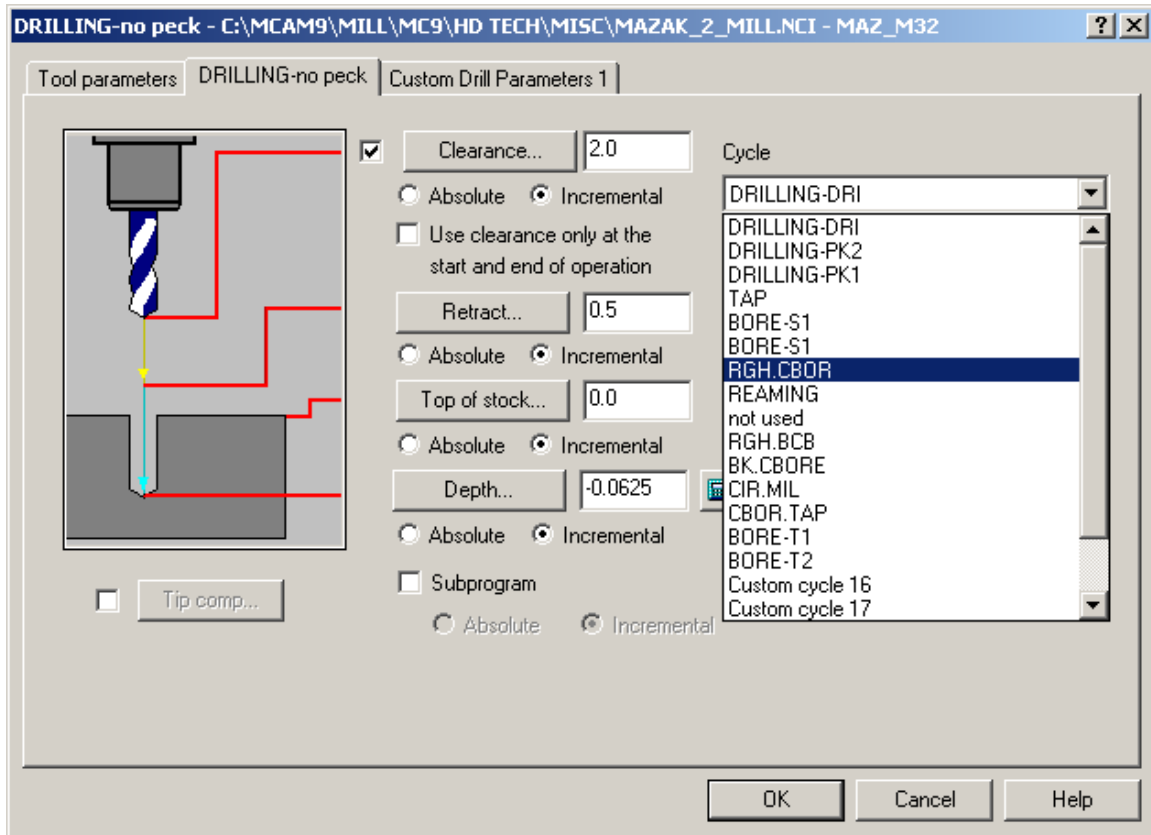 DRILLING-no peck - C:\MCAM9\MILL\MC9\HD TECH\MISC\MAZAK_2_MILL.NCI - MAZ_M32
Tool parameters DRILLING-no peck Custom Drill Parameters 1
Clearance... 2.0
Absolute Incremental
Use clearance only at the
start and end of operation
Retract... 0.5
Absolute Incremental
Top of stock... 0.0
Absolute Incremental
Depth... -0.0625
Absolute Incremental
Subprogram
Absolute Incremental
Tip comp...
Cycle
DRILLING-DRI
DRILLING-DRI
DRILLING-PK2
DRILLING-PK1
TAP
BORE-S1
BORE-S1
RGH.CBOR
REAMING
not used
RGH.BCB
BK.CBORE
CIR.MIL
CBOR.TAP
BORE-T1
BORE-T2
Custom cycle 16
Custom cycle 17
OK Cancel Help